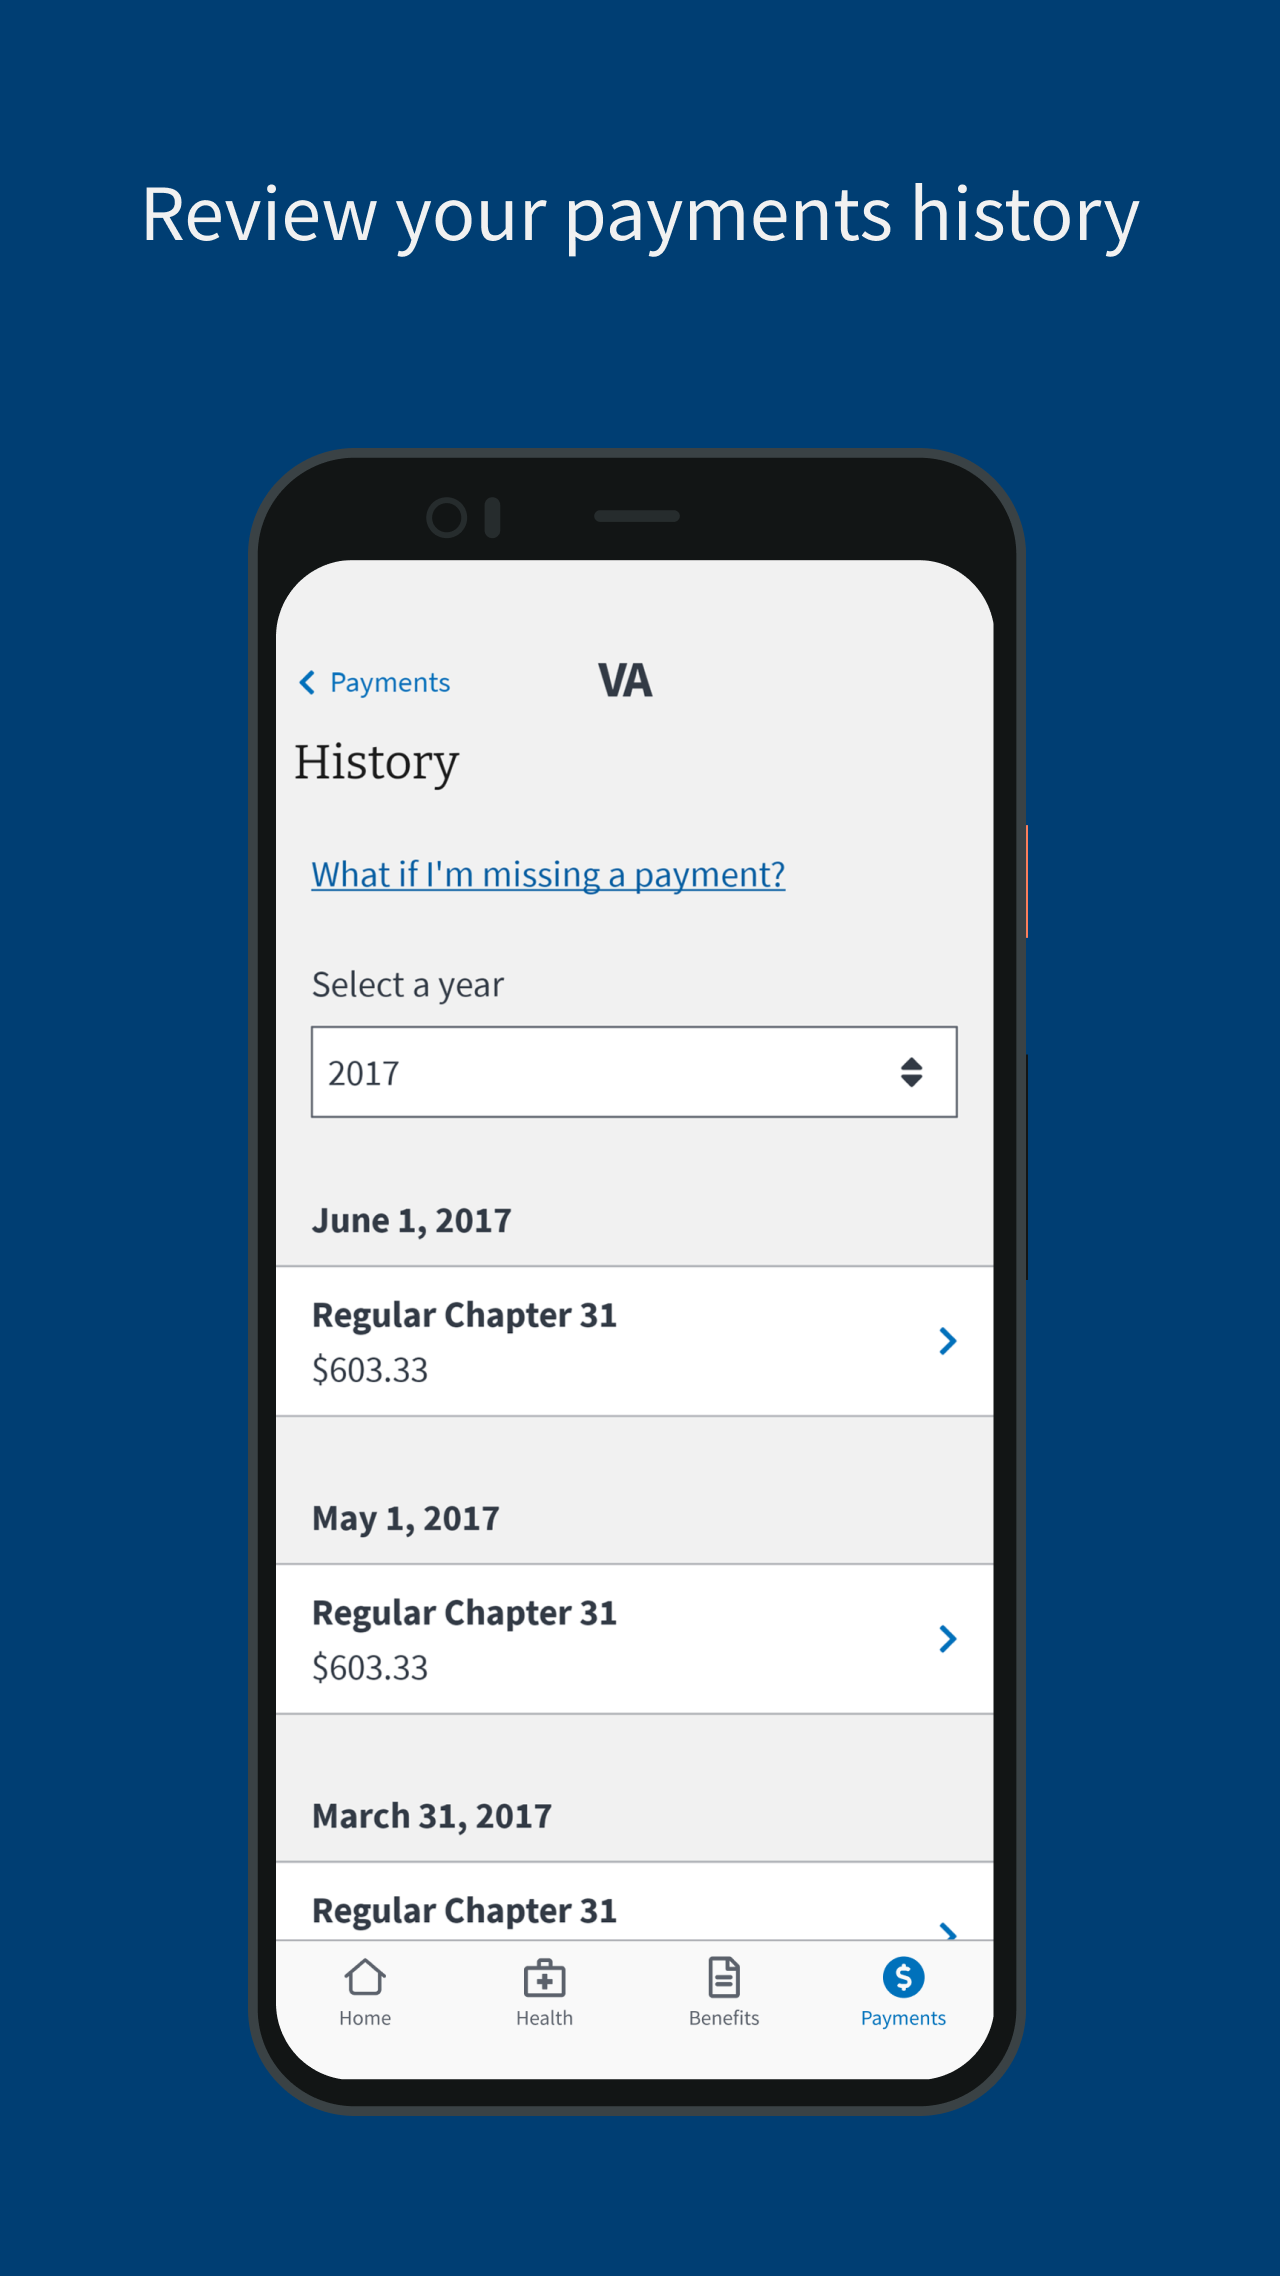 Review your payments history
Payments
VA
History
What if I'm missing a payment?
Select a year
2017
June 1, 2017
Regular Chapter 31
$603.33
May 1, 2017
Regular Chapter 31
$603.33
March 31, 2017
Regular Chapter 31
Home
Health
Benefits
Payments